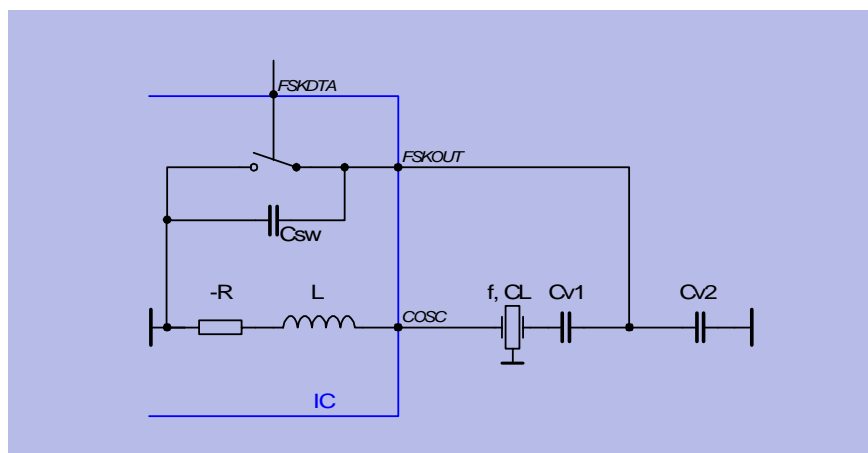 FSKDTA
FSKOUT
Csw
-R L f, CL Cv1 Cv2
COSC
IC